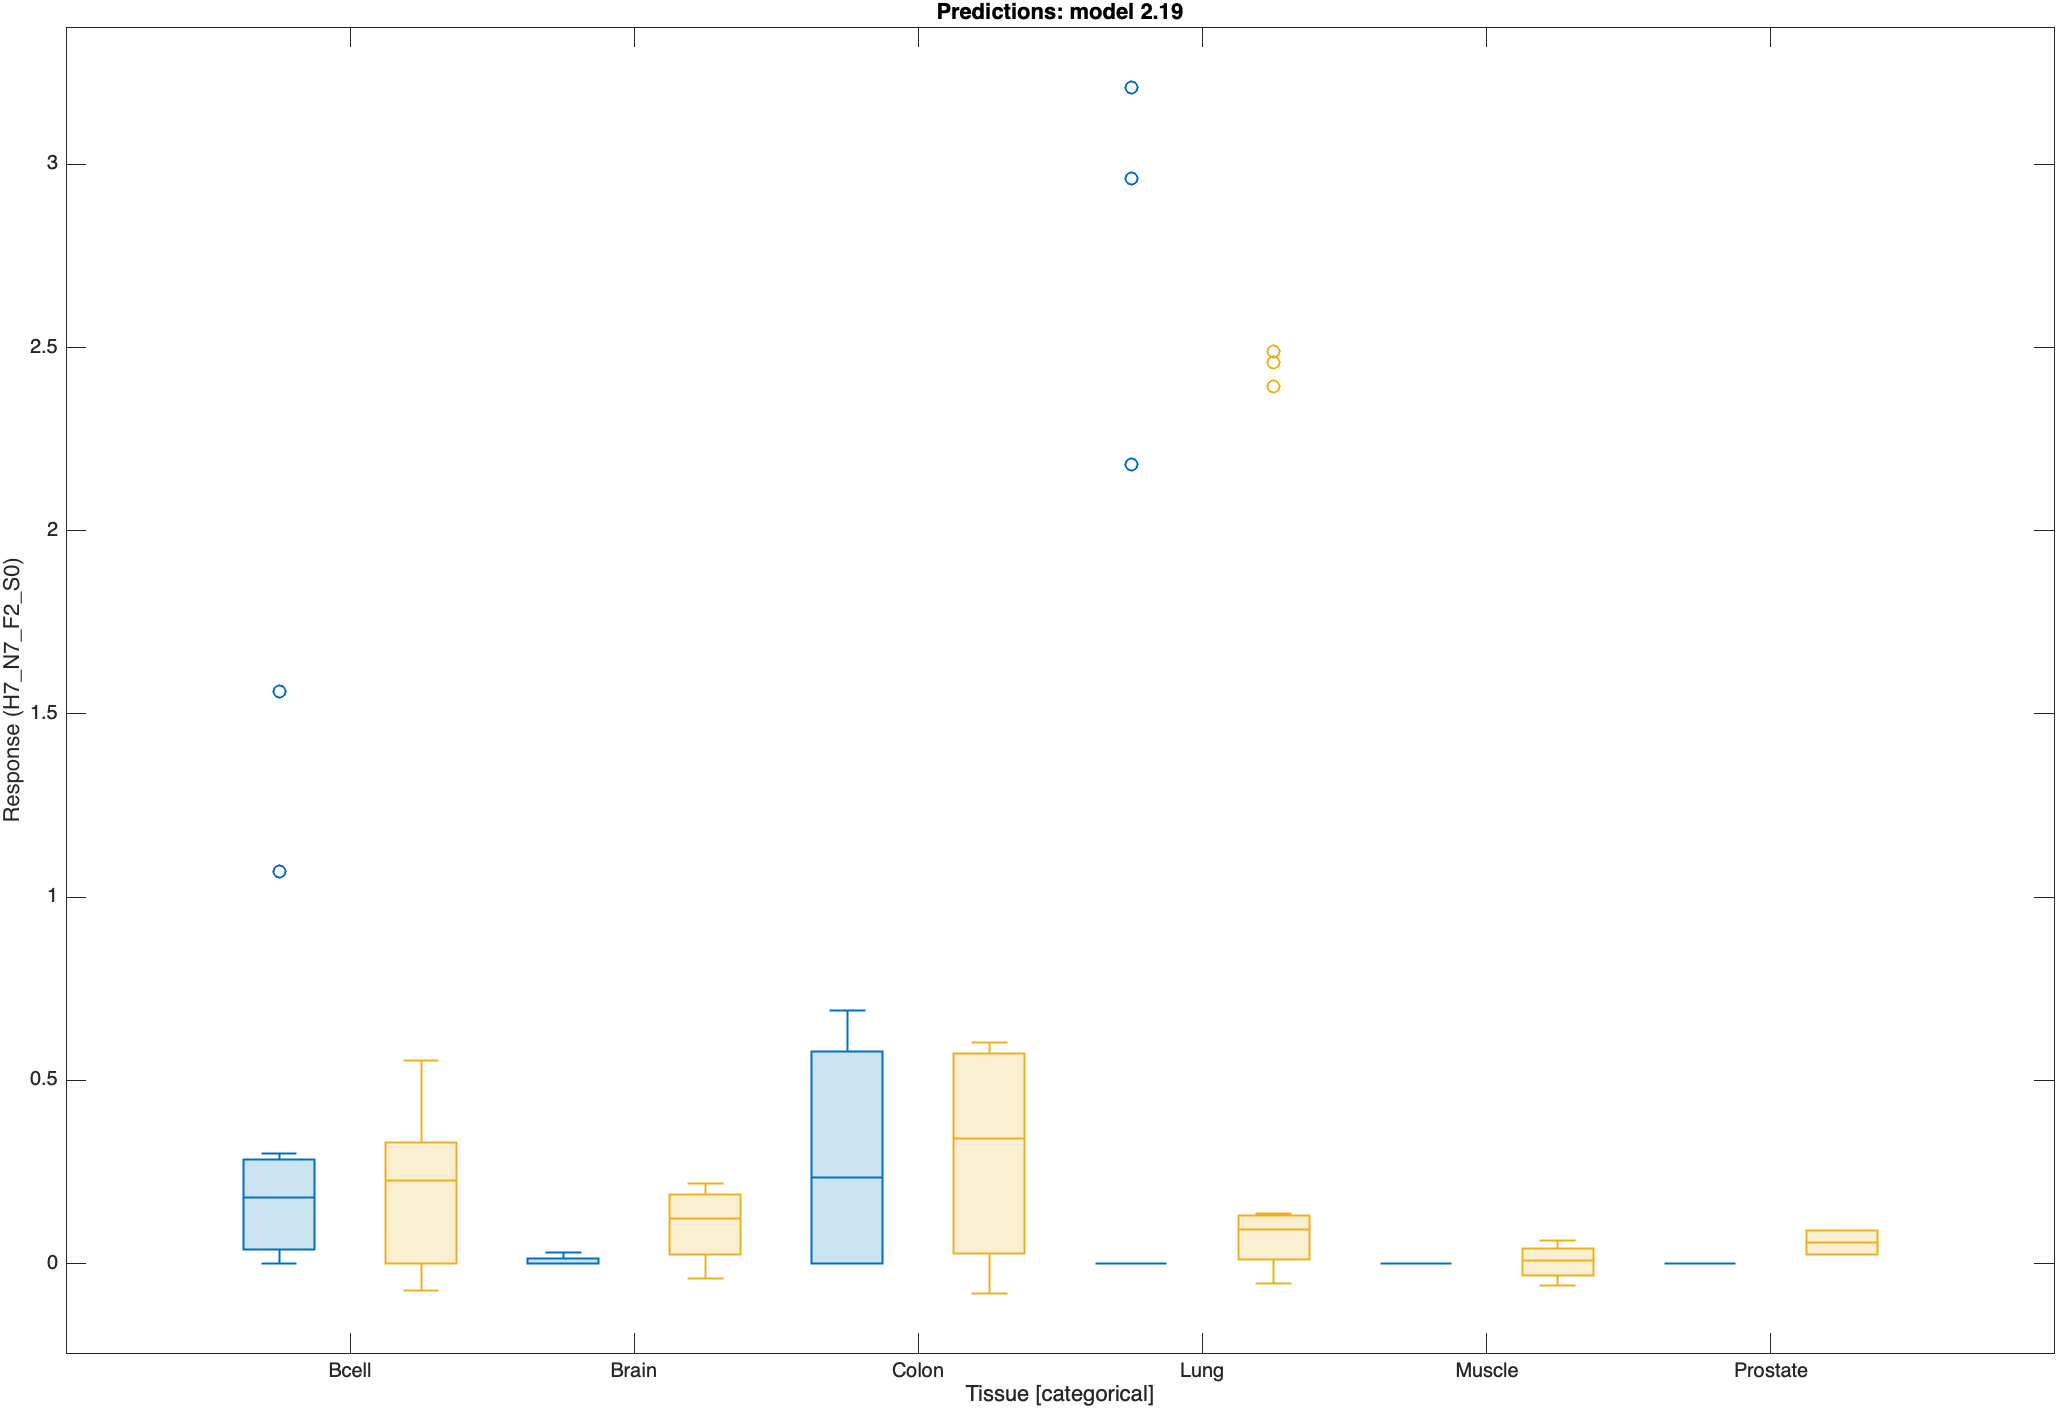 Predictions: model 2.19
Response (H7_N7_F2_S0)
3
2.5
2
1.5
1
0.5
0
Bcell Brain Colon Lung Muscle Prostate
Tissue [categorical]